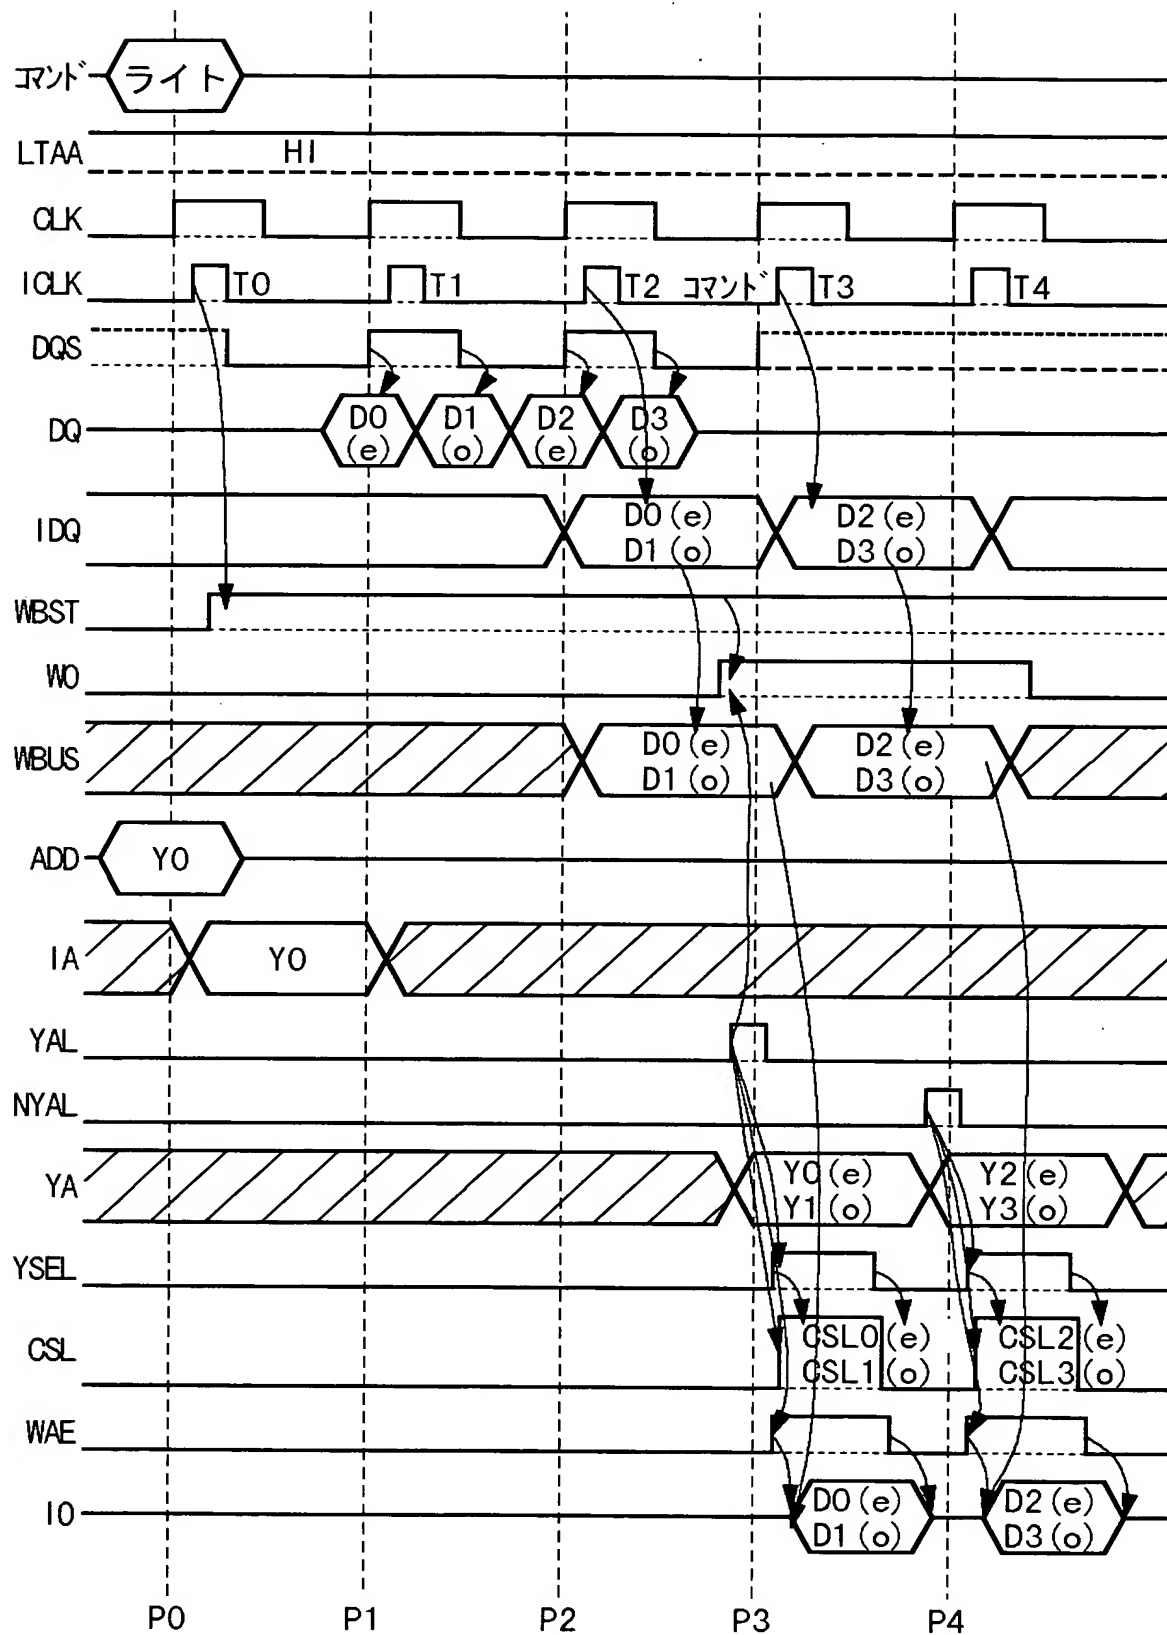 コマンド ライト
LTAA HI
CLK
ICLK T0 T1 T2 コマンド T3 T4
DQS
DQ D0 D1 D2 D3
(e) (o) (e) (o)
IDQ D0(e) D2(e)
D1(o) D3(o)
WBST
W0
WBUS D0(e) D2(e)
D1(o) D3(o)
ADD Y0
IA Y0
YAL
NYAL
YA Y0(e) Y2(e)
Y1(o) Y3(o)
YSEL
CSL CSL0(e) CSL2(e)
CSL1(o) CSL3(o)
WAE
IO D0(e) D2(e)
D1(o) D3(o)
P0 P1 P2 P3 P4